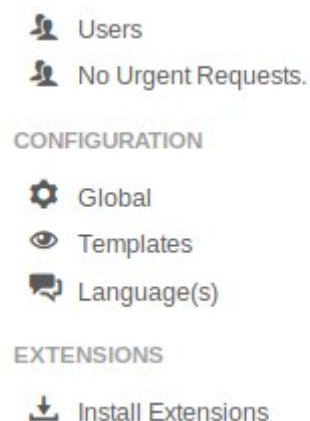 Users
No Urgent Requests.
CONFIGURATION
Global
Templates
Language(s)
EXTENSIONS
Install Extensions